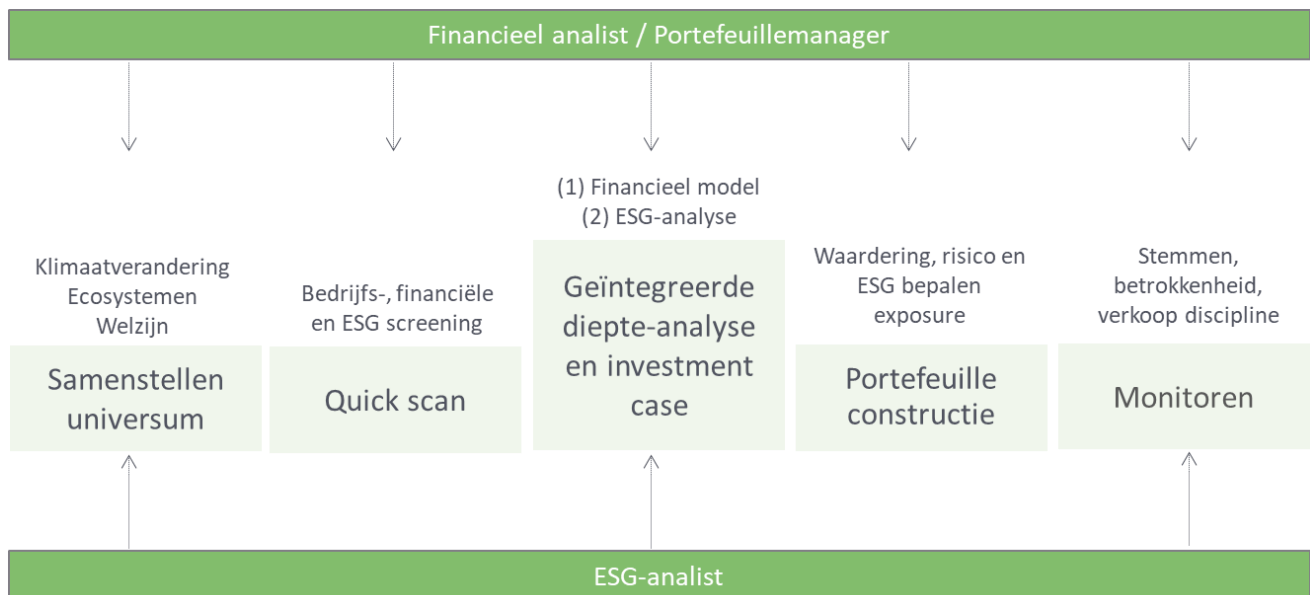 Financieel analist / Portefeuillemanager
Klimaatverandering
Ecosystemen
Welzijn
Samenstellen
universum
Bedrijfs-, financiële
en ESG screening
Quick scan
(1) Financieel model
(2) ESG-analyse
Geïntegreerde
diepte-analyse
en investment
case
Waardering, risico en
ESG bepalen
exposure
Portefeuille
constructie
Stemmen,
betrokkenheid,
verkoop discipline
Monitoren
ESG-analist